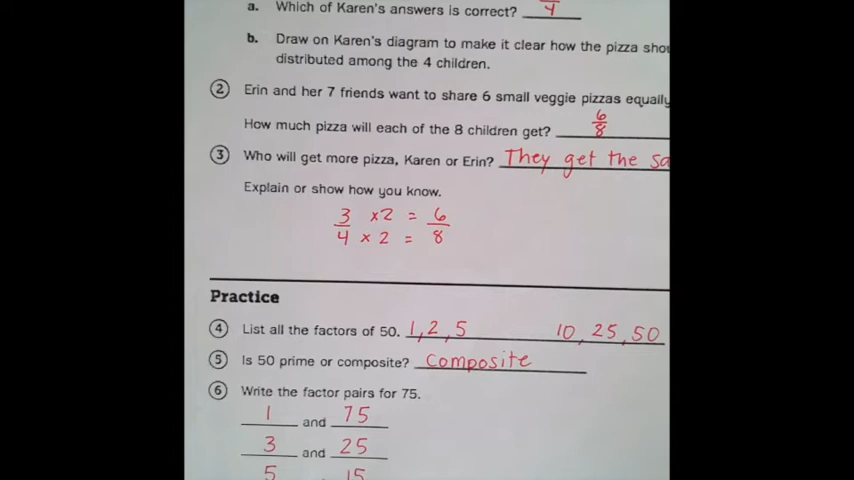 a. Which of Karen's answers is correct? 4
b. Draw on Karen's diagram to make it clear how the pizza
distributed among the 4 children.
2 Erin and her 7 friends want to share 6 small veggie pizzas equally
How much pizza will each of the 8 children get? 6/8
3 Who will get more pizza, Karen or Erin? They get the
Explain or show how you know.
3 x2 = 6
4 x 2 = 8
Practice
4 List all the factors of 50. 1, 2, 5 10, 25, 50
5 Is 50 prime or composite? composite
6 Write the factor pairs for 75.
1 and 75
3 and 25
5 15